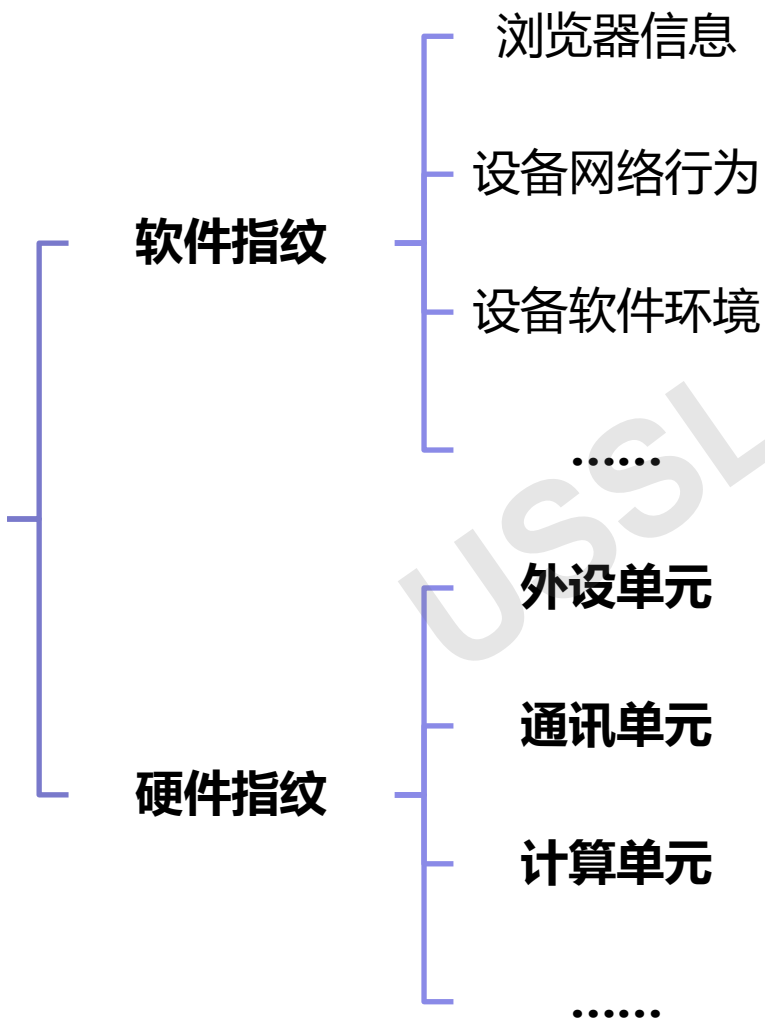 浏览器信息
设备网络行为
软件指纹
设备软件环境
......
USSL
外设单元
通讯单元
硬件指纹
计算单元
......